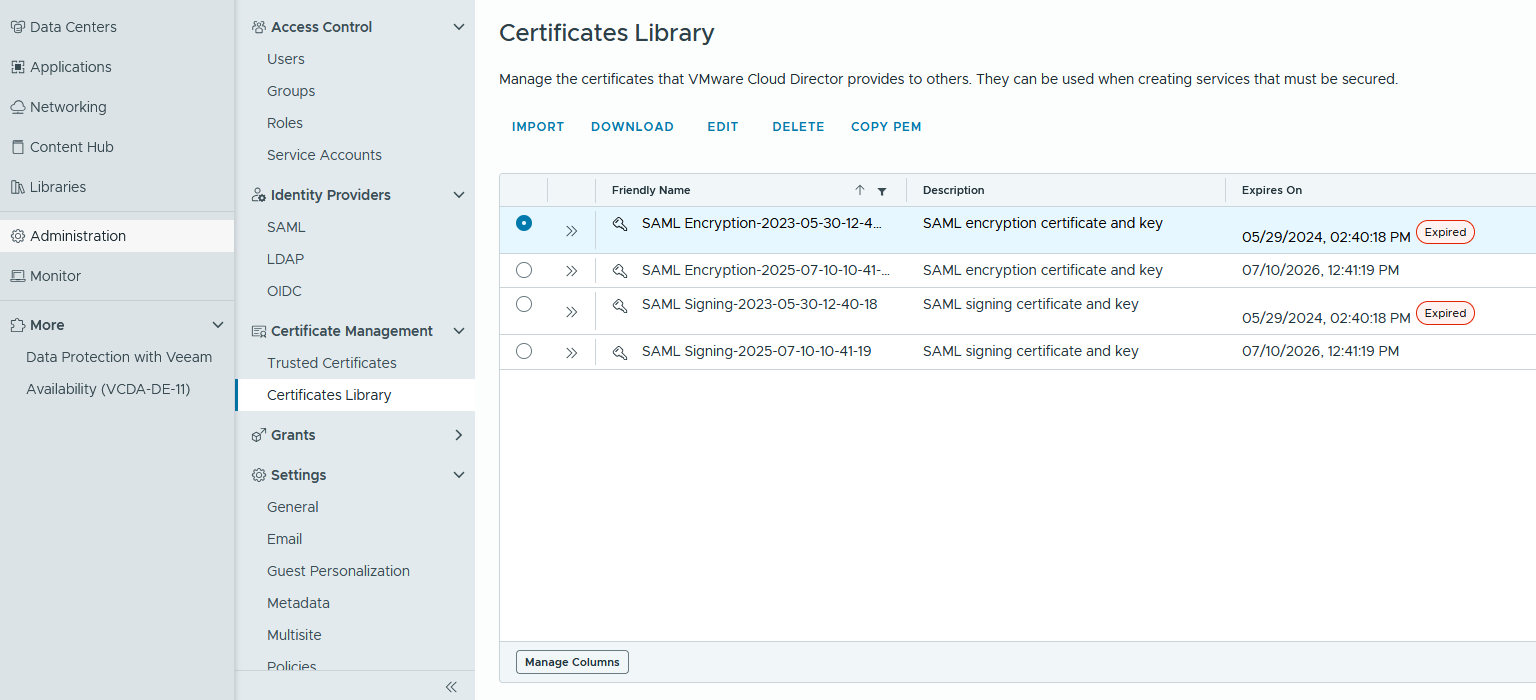 Data Centers
Applications
Networking
Content Hub
Libraries
Administration
Monitor
More
Data Protection with Veeam
Availability (VCDA-DE-11)
Access Control
Users
Groups
Roles
Service Accounts
Identity Providers
SAML
LDAP
OIDC
Certificate Management
Trusted Certificates
Certificates Library
Grants
Settings
General
Email
Guest Personalization
Metadata
Multisite
Policies
Certificates Library
Manage the certificates that VMware Cloud Director provides to others. They can be used when creating services that must be secured.
IMPORT DOWNLOAD EDIT DELETE COPY PEM
Friendly Name Description Expires On
SAML Encryption-2023-05-30-12-4... SAML encryption certificate and key 05/29/2024, 02:40:18 PM Expired
SAML Encryption-2025-07-10-10-41-... SAML encryption certificate and key 07/10/2026, 12:41:19 PM
SAML Signing-2023-05-30-12-40-18 SAML signing certificate and key 05/29/2024, 02:40:18 PM Expired
SAML Signing-2025-07-10-10-41-19 SAML signing certificate and key 07/10/2026, 12:41:19 PM
Manage Columns